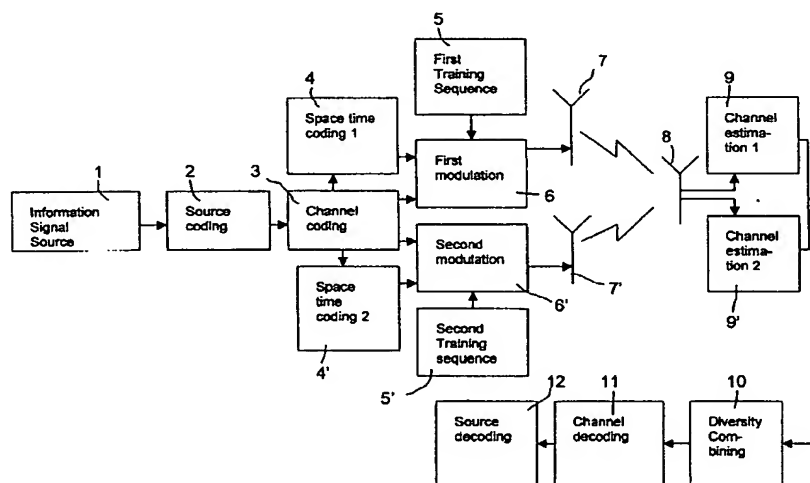 5
First
Training
Sequence
7
4
Space time
coding 1
9
Channel
estima-
tion 1
8
First
modulation
6
1
Information
Signal
Source
2
Source
coding
3
Channel
coding
Second
modulation
6'
7'
Channel
estima-
tion 2
9'
Space
time
coding 2
4'
Second
Training
sequence
5'
12
Source
decoding
11
Channel
decoding
10
Diversity
Com-
bining